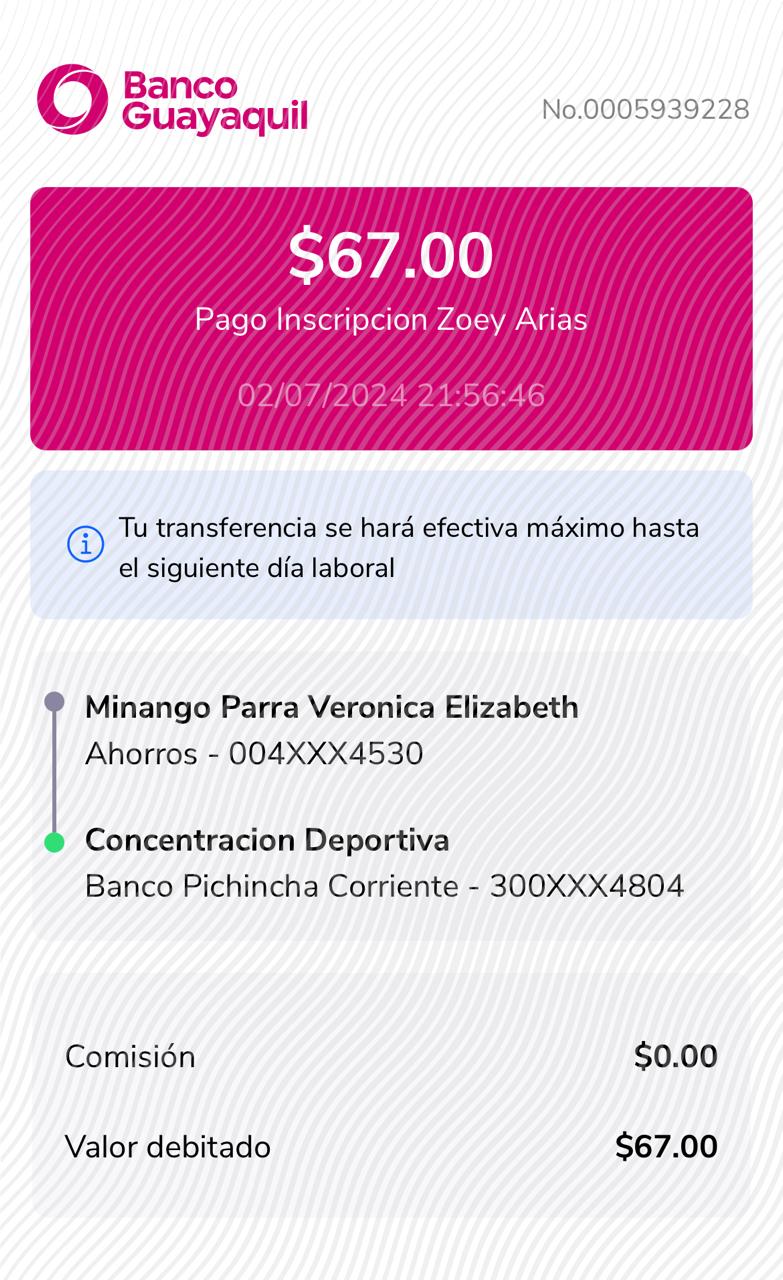 Banco
Guayaquil
No.0005939228
$67.00
Pago Inscripcion Zoey Arias
02/07/2024 21:56:46
Tu transferencia se hará efectiva máximo hasta
el siguiente día laboral
Minango Parra Veronica Elizabeth
Ahorros - 004XXX4530
Concentracion Deportiva
Banco Pichincha Corriente - 300XXX4804
Comisión $0.00
Valor debitado $67.00